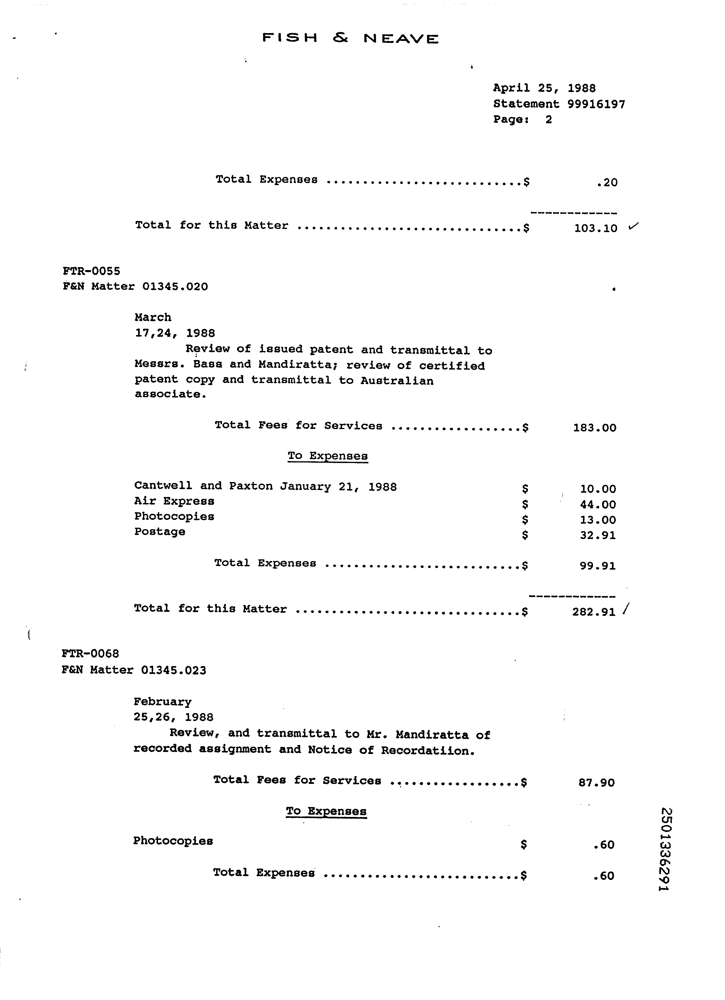 FISH & NEAVE
April 25, 1988
Statement 99916197
Page: 2
Total Expenses ...........................$ .20
------------
Total for this Matter ...............................$ 103.10 ✓
FTR-0055
F&N Matter 01345.020
March
17,24, 1988
Review of issued patent and transmittal to
Messrs. Bass and Mandiratta; review of certified
patent copy and transmittal to Australian
associate.
Total Fees for Services ..................$ 183.00
To Expenses
Cantwell and Paxton January 21, 1988 $ 10.00
Air Express $ 44.00
Photocopies $ 13.00
Postage $ 32.91
Total Expenses ...........................$ 99.91
------------
Total for this Matter ...............................$ 282.91 /
FTR-0068
F&N Matter 01345.023
February
25,26, 1988
Review, and transmittal to Mr. Mandiratta of
recorded assignment and Notice of Recordatiion.
Total Fees for Services ..................$ 87.90
To Expenses
Photocopies $ .60
Total Expenses ...........................$ .60
2501336291